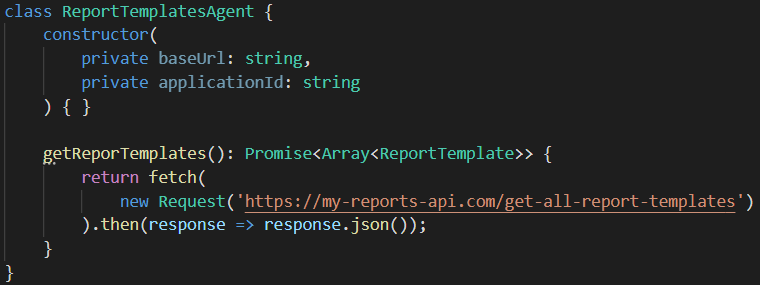 class ReportTemplatesAgent {
    constructor(
        private baseUrl: string,
        private applicationId: string
    ) { }

    getReporTemplates(): Promise<Array<ReportTemplate>> {
        return fetch(
            new Request('https://my-reports-api.com/get-all-report-templates')
        ).then(response => response.json());
    }
}